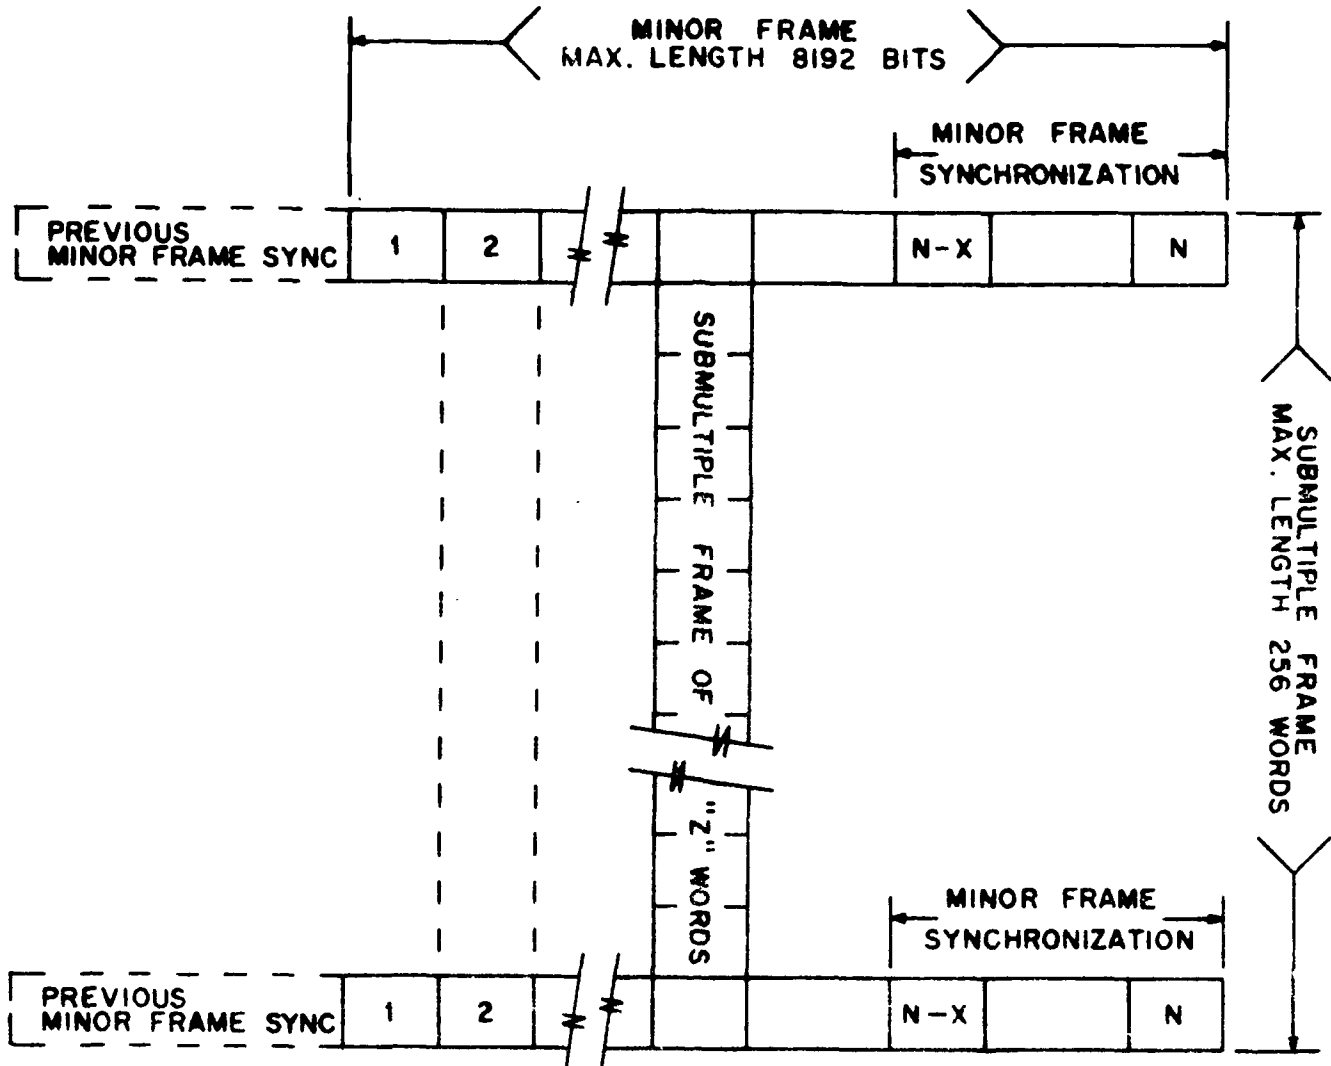 MINOR FRAME
MAX. LENGTH 8192 BITS
MINOR FRAME
SYNCHRONIZATION
PREVIOUS
MINOR FRAME SYNC
1
2
N-X
N
SUBMULTIPLE FRAME OF
"Z" WORDS
SUBMULTIPLE FRAME
MAX. LENGTH 256 WORDS
MINOR FRAME
SYNCHRONIZATION
PREVIOUS
MINOR FRAME SYNC
1
2
N-X
N